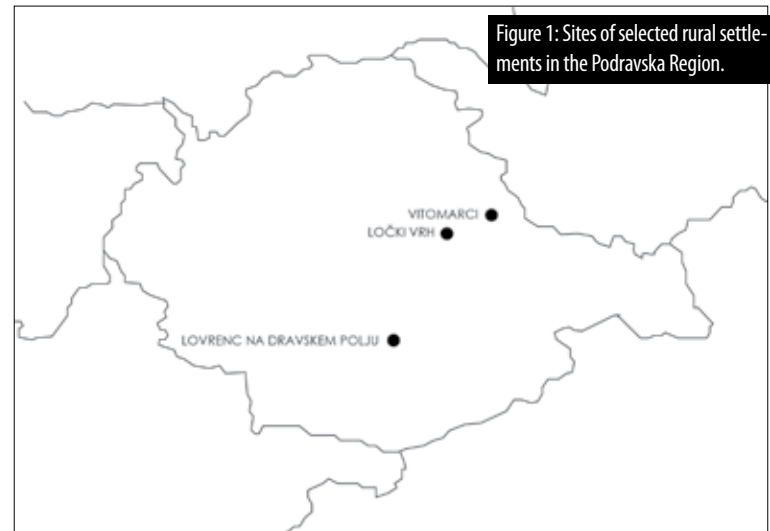 Figure 1: Sites of selected rural settle-
ments in the Podravska Region.
VITOMARCI
LOČKI VRH
LOVRENC NA DRAVSKEM POLJU